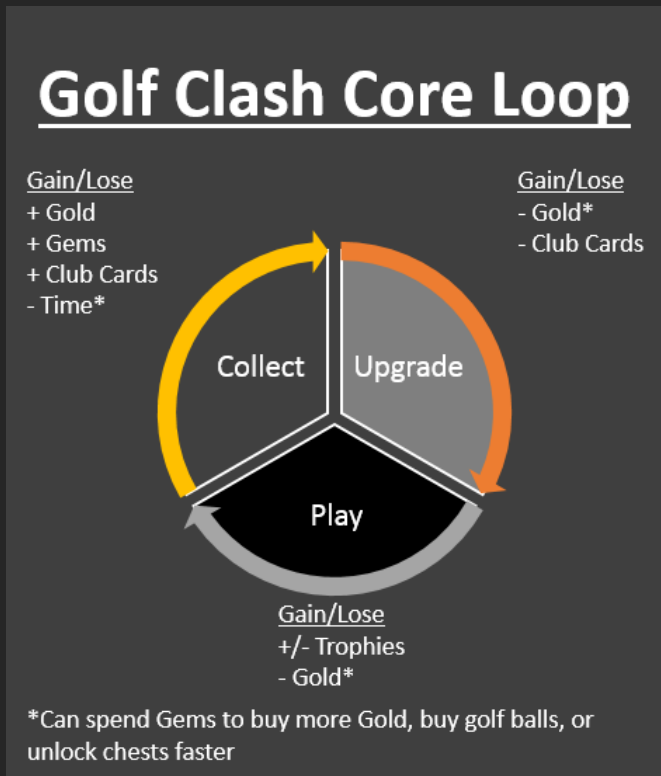 Golf Clash Core Loop
Gain/Lose
+ Gold
+ Gems
+ Club Cards
- Time*
Gain/Lose
- Gold*
- Club Cards
Collect
Upgrade
Play
Gain/Lose
+/- Trophies
- Gold*
*Can spend Gems to buy more Gold, buy golf balls, or
unlock chests faster